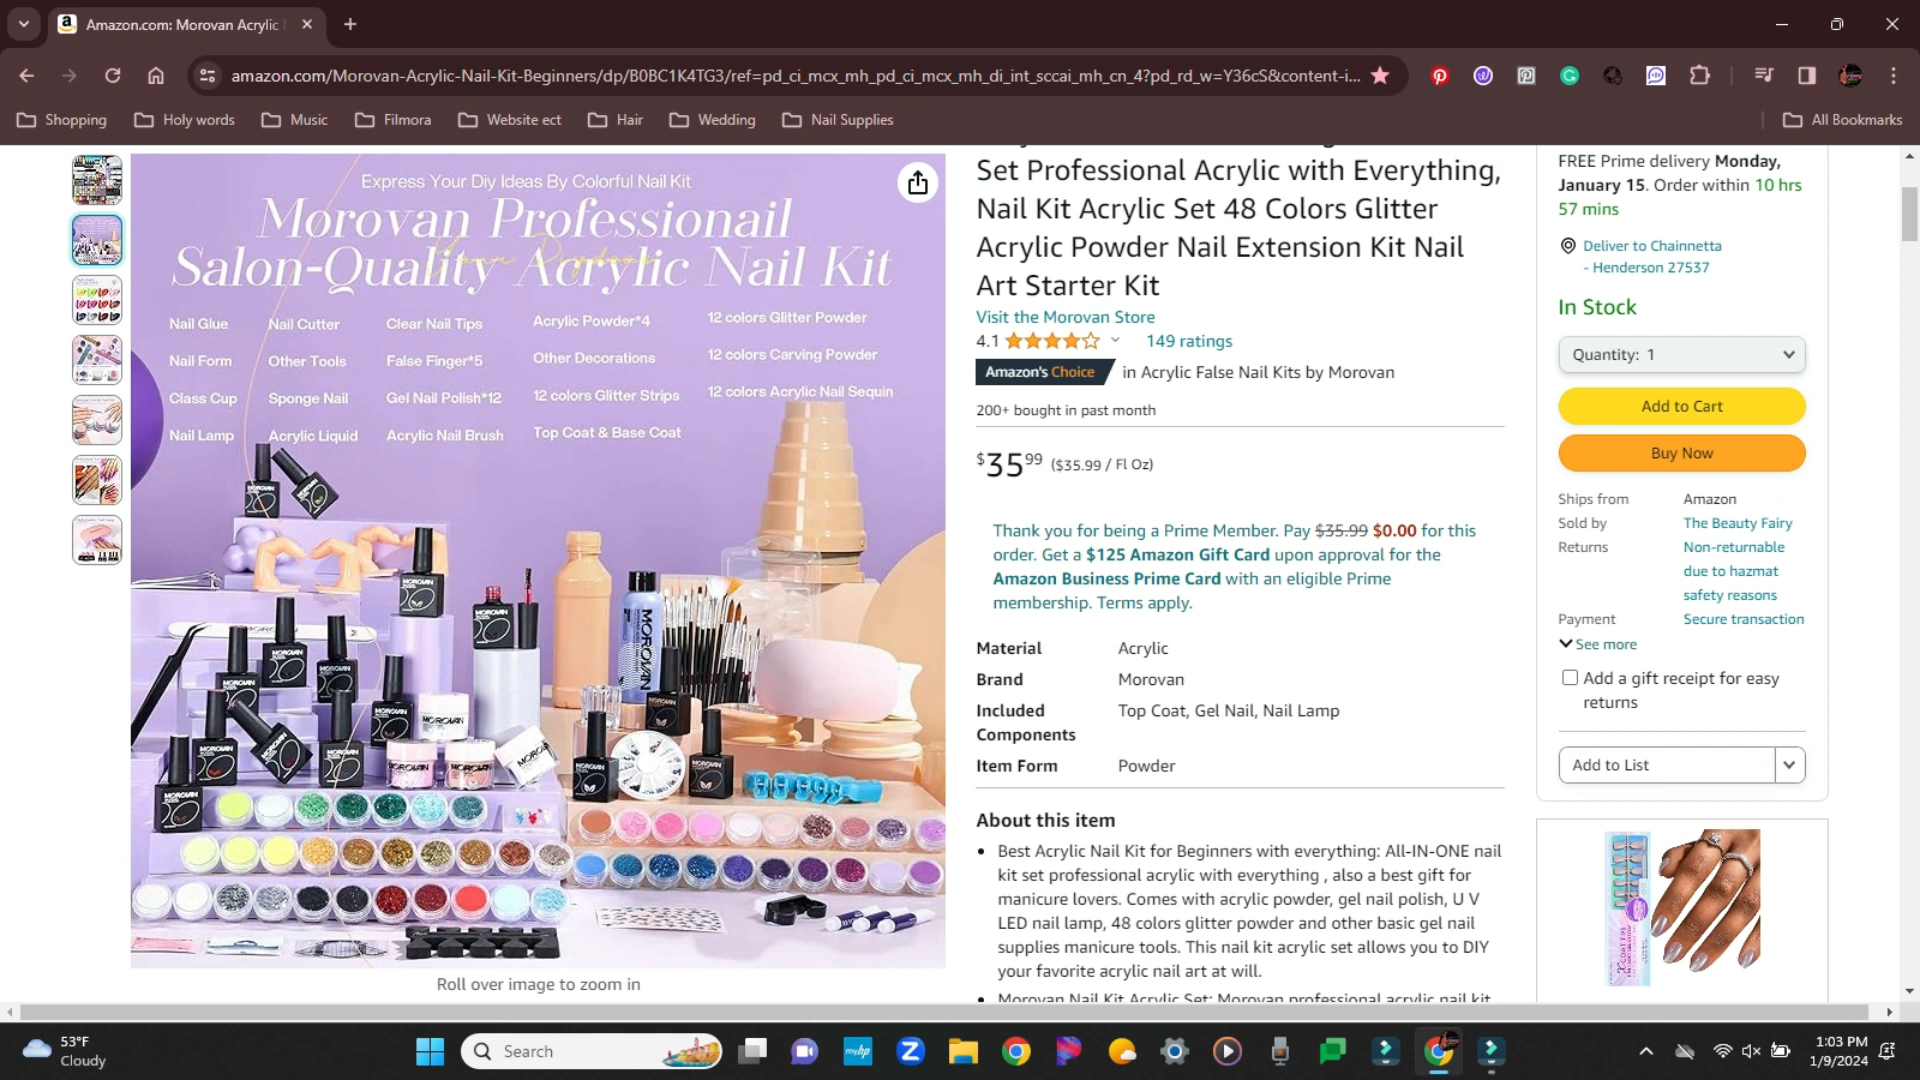 Amazon.com: Morovan Acrylic
amazon.com/Morovan-Acrylic-Nail-Kit-Beginners/dp/B0BC1K4TG3/ref=pd_ci_mcx_mh_pd_ci_mcx_mh_di_int_sccai_mh_cn_4?pd_rd_w=Y36cS&content-i...
Shopping
Holy words
Music
Filmora
Website ect
Hair
Wedding
Nail Supplies
All Bookmarks
Express Your Diy Ideas By Colorful Nail Kit
Morovan Professionail
Salon-Quality Acrylic Nail Kit
Nail Glue
Nail Cutter
Clear Nail Tips
Acrylic Powder*4
12 colors Glitter Powder
Nail Form
Other Tools
False Finger*5
Other Decorations
12 colors Carving Powder
Class Cup
Sponge Nail
Gel Nail Polish*12
12 colors Glitter Strips
12 colors Acrylic Nail Sequin
Nail Lamp
Acrylic Liquid
Acrylic Nail Brush
Top Coat & Base Coat
MOROVAN
MOROVAN
MOROVAN
MOROVAN
MOROVAN
MOROVAN
MOROVAN
Roll over image to zoom in
Set Professional Acrylic with Everything,
Nail Kit Acrylic Set 48 Colors Glitter
Acrylic Powder Nail Extension Kit Nail
Art Starter Kit
Visit the Morovan Store
4.1
149 ratings
Amazon's Choice in Acrylic False Nail Kits by Morovan
200+ bought in past month
$35 99 ($35.99 / Fl Oz)
Thank you for being a Prime Member. Pay $35.99 $0.00 for this
order. Get a $125 Amazon Gift Card upon approval for the
Amazon Business Prime Card with an eligible Prime
membership. Terms apply.
Material Acrylic
Brand Morovan
Included Top Coat, Gel Nail, Nail Lamp
Components
Item Form Powder
About this item
• Best Acrylic Nail Kit for Beginners with everything: All-IN-ONE nail
kit set professional acrylic with everything , also a best gift for
manicure lovers. Comes with acrylic powder, gel nail polish, U V
LED nail lamp, 48 colors glitter powder and other basic gel nail
supplies manicure tools. This nail kit acrylic set allows you to DIY
your favorite acrylic nail art at will.
• Morovan Nail Kit Acrylic Set: Morovan professional acrylic nail kit
FREE Prime delivery Monday,
January 15. Order within 10 hrs
57 mins
Deliver to Chainnetta
- Henderson 27537
In Stock
Quantity: 1
Add to Cart
Buy Now
Ships from Amazon
Sold by The Beauty Fairy
Returns Non-returnable
due to hazmat
safety reasons
Payment Secure transaction
See more
Add a gift receipt for easy
returns
Add to List
53°F
Cloudy
Search
1:03 PM
1/9/2024